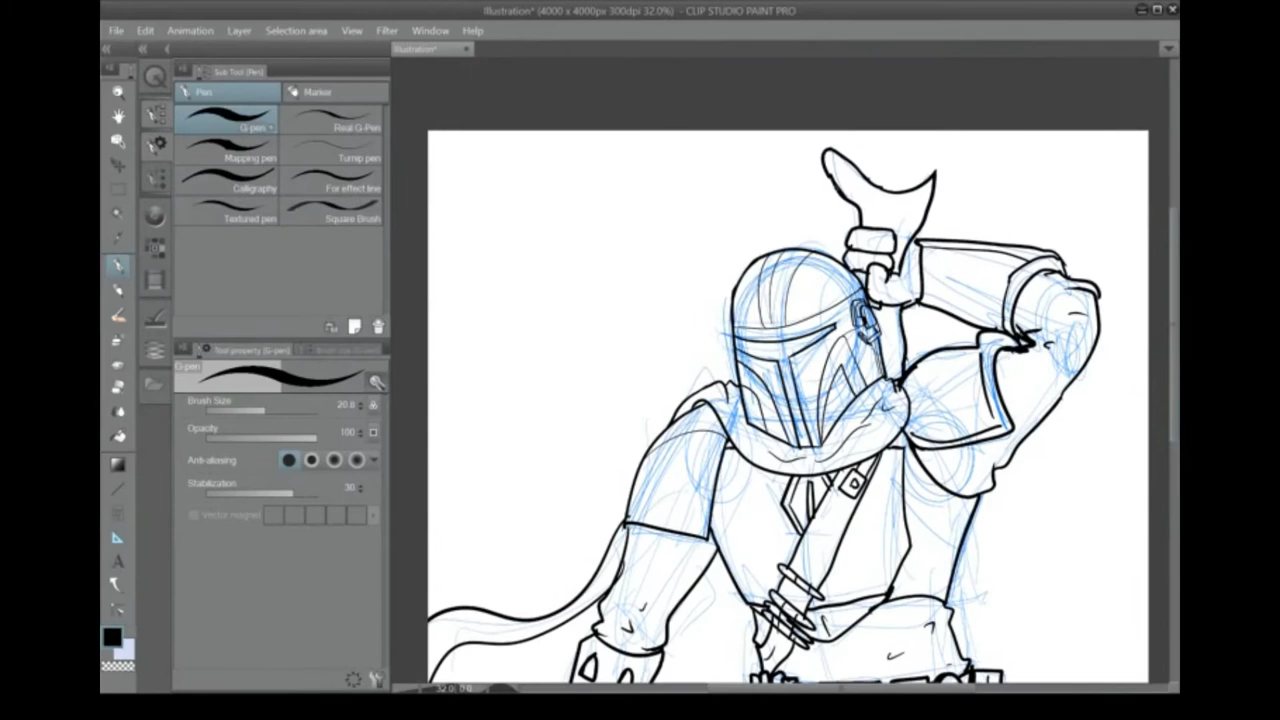 Illustration* (4000 x 4000px 300dpi 32.0%)  - CLIP STUDIO PAINT PRO
File Edit Animation Layer Selection area View Filter Window Help
Illustration*
Sub Tool [Pen]
Pen Marker
G-pen Real G-Pen
Mapping pen Turnip pen
Calligraphy For effect line
Textured pen Square Brush
Tool property [G-pen]
G-pen
Brush Size 20.8
Opacity 100
Anti-aliasing
Stabilization 30
Vector magnet
32.0